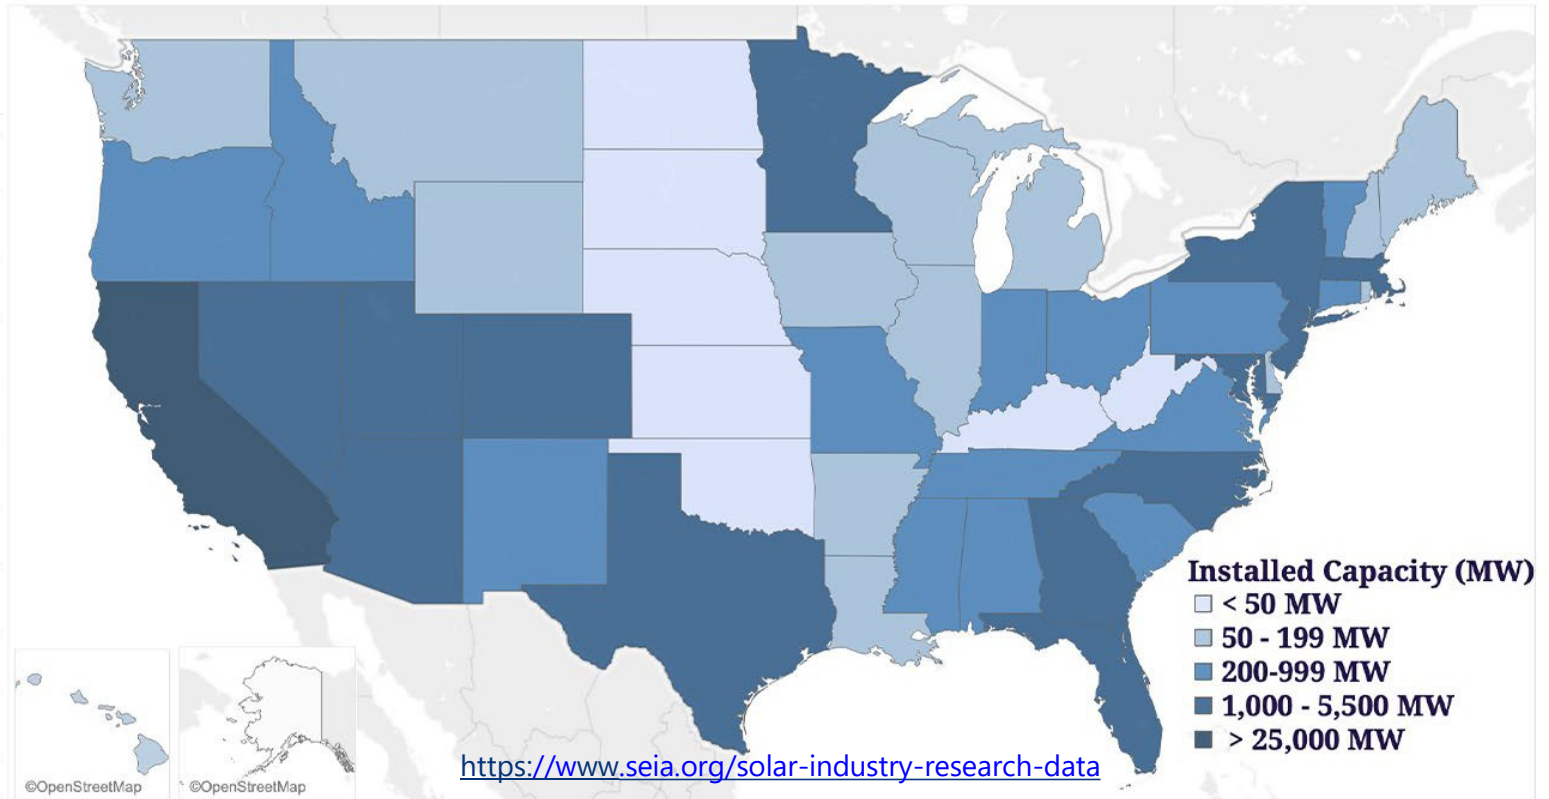 Installed Capacity (MW)
< 50 MW
50 - 199 MW
200-999 MW
1,000 - 5,500 MW
> 25,000 MW
https://www.seia.org/solar-industry-research-data
©OpenStreetMap
©OpenStreetMap